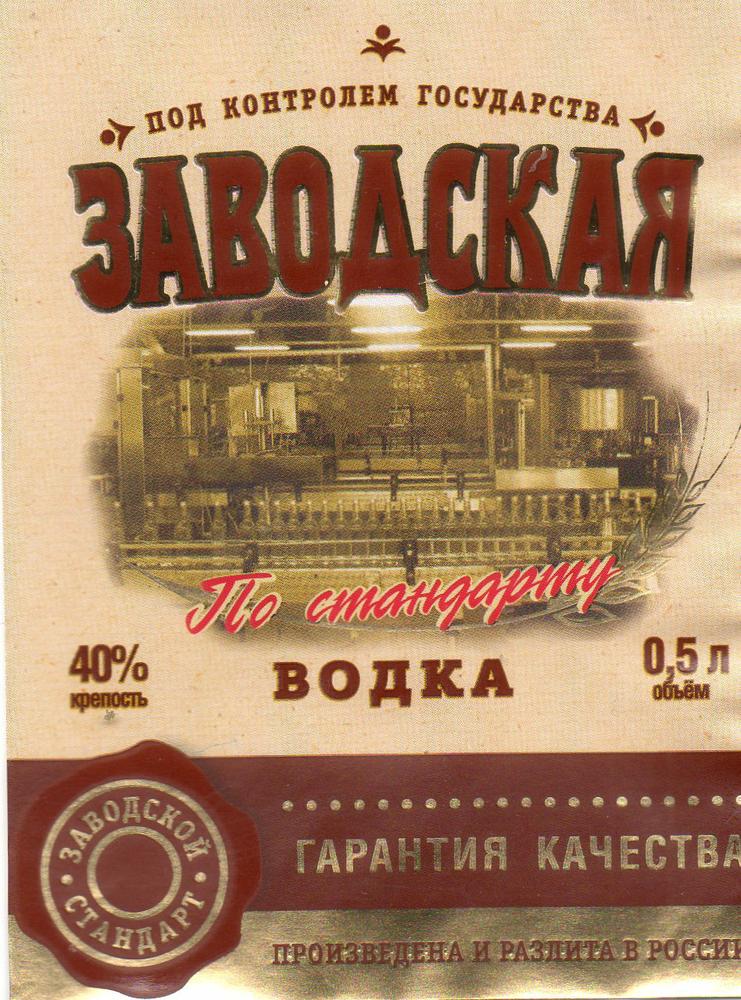 ПОД КОНТРОЛЕМ ГОСУДАРСТВА
ЗАВОДСКАЯ
По стандарту
40%
крепость
ВОДКА
0,5 л
объём
ЗАВОДСКОЙ
СТАНДАРТ
ГАРАНТИЯ КАЧЕСТВА
ПРОИЗВЕДЕНА И РАЗЛИТА В РОССИИ